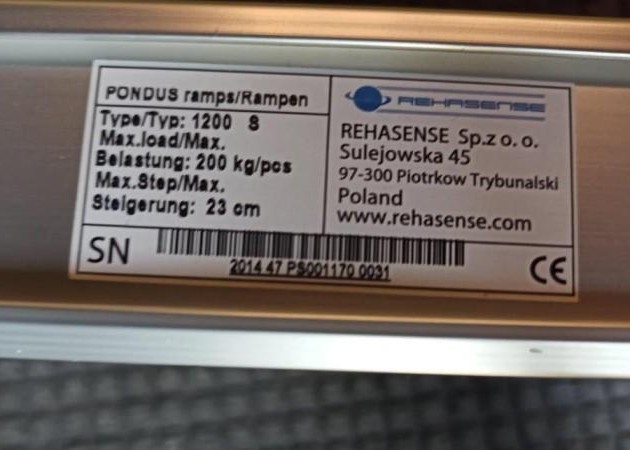 PONDUS ramps/Rampen
Type/Typ: 1200 S
Max.load/Max.
Belastung: 200 kg/pcs
Max.Step/Max.
Steigerung: 23 cm
REHASENSE
REHASENSE Sp.z o. o.
Sulejowska 45
97-300 Piotrkow Trybunalski
Poland
www.rehasense.com
SN
2014 47 PS001170 0031
CE